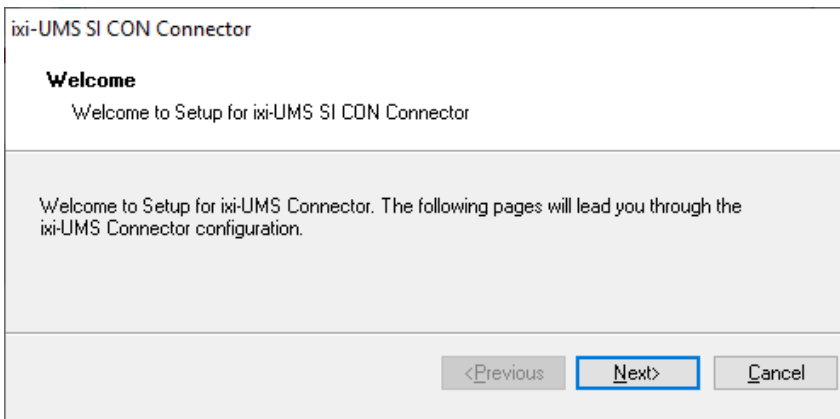 ixi-UMS SI CON Connector
Welcome
Welcome to Setup for ixi-UMS SI CON Connector
Welcome to Setup for ixi-UMS Connector. The following pages will lead you through the
ixi-UMS Connector configuration.
<Previous Next> Cancel